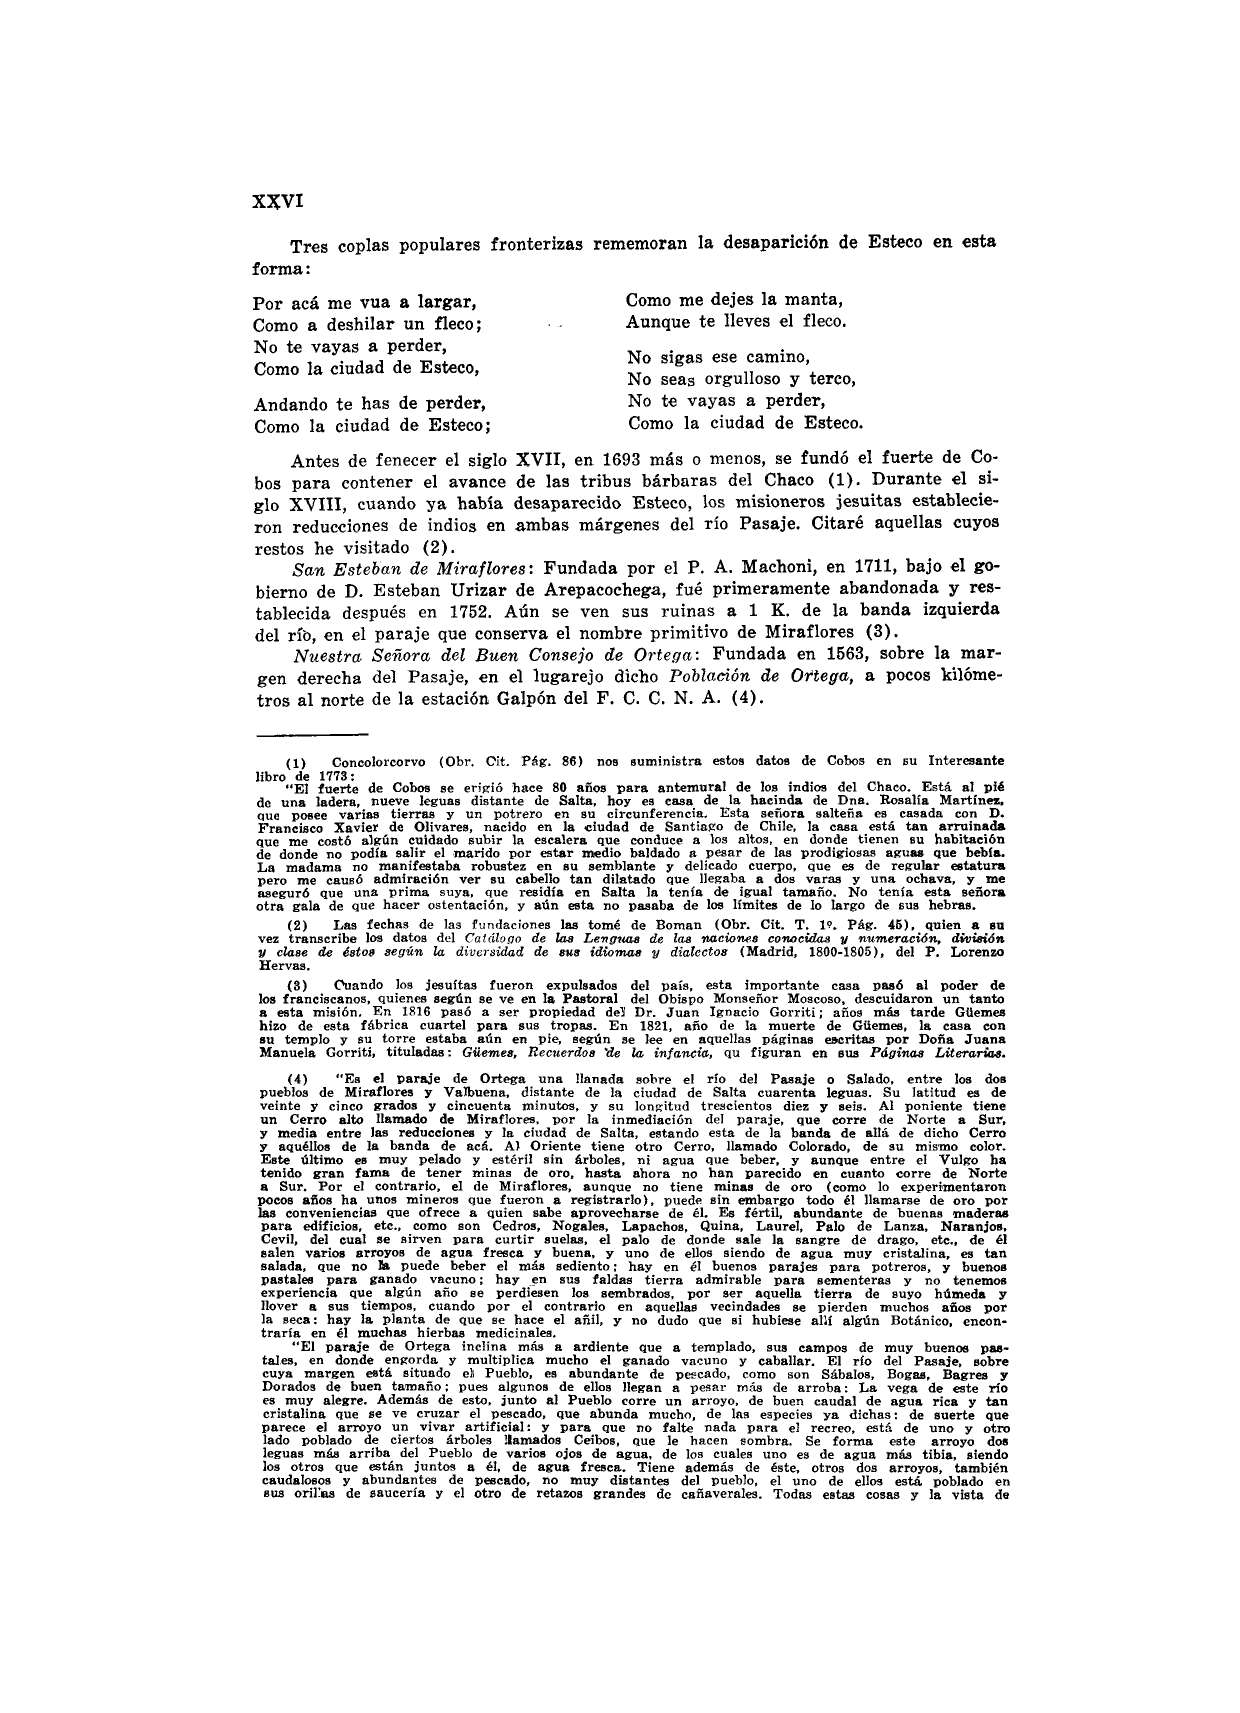 XXVI
Tres coplas populares fronterizas rememoran la desaparición de Esteco en esta
forma:
Por acá me vua a largar,
Como a deshilar un fleco;
No te vayas a perder,
Como la ciudad de Esteco,
Andando te has de perder,
Como la ciudad de Esteco;
Como me dejes la manta,
Aunque te lleves el fleco.
No sigas ese camino,
No seas orgulloso y terco,
No te vayas a perder,
Como la ciudad de Esteco.
Antes de fenecer el siglo XVII, en 1693 más o menos, se fundó el fuerte de Co-
bos para contener el avance de las tribus bárbaras del Chaco (1). Durante el si-
glo XVIII, cuando ya había desaparecido Esteco, los misioneros jesuitas establecie-
ron reducciones de indios en ambas márgenes del río Pasaje. Citaré aquellas cuyos
restos he visitado (2).
San Esteban de Miraflores: Fundada por el P. A. Machoni, en 1711, bajo el go-
bierno de D. Esteban Urizar de Arepacochega, fué primeramente abandonada y res-
tablecida después en 1752. Aún se ven sus ruinas a 1 K. de la banda izquierda
del río, en el paraje que conserva el nombre primitivo de Miraflores (3).
Nuestra Señora del Buen Consejo de Ortega: Fundada en 1563, sobre la mar-
gen derecha del Pasaje, en el lugarejo dicho Población de Ortega, a pocos kilóme-
tros al norte de la estación Galpón del F. C. C. N. A. (4).
(1) Concolorcorvo (Obr. Cit. Pág. 86) nos suministra estos datos de Cobos en su Interesante
libro de 1773:
"El fuerte de Cobos se erigió hace 80 años para antemural de los indios del Chaco. Está al pié
de una ladera, nueve leguas distante de Salta, hoy es casa de la hacinda de Dna. Rosalía Martínez,
que posee varias tierras y un potrero en su circunferencia. Esta señora salteña es casada con D.
Francisco Xavier de Olivares, nacido en la ciudad de Santiago de Chile, la casa está tan arruinada
que me costó algún cuidado subir la escalera que conduce a los altos, en donde tienen su habitación
de donde no podía salir el marido por estar medio baldado a pesar de las prodigiosas aguas que bebía.
La madama no manifestaba robustez en su semblante y delicado cuerpo, que es de regular estatura
pero me causó admiración ver su cabello tan dilatado que llegaba a dos varas y una ochava, y me
aseguró que una prima suya, que residía en Salta la tenía de igual tamaño. No tenía esta señora
otra gala de que hacer ostentación, y aún esta no pasaba de los límites de lo largo de sus hebras.
(2) Las fechas de las fundaciones las tomé de Boman (Obr. Cit. T. 1º. Pág. 45), quien a su
vez transcribe los datos del Catálogo de las Lenguas de las naciones conocidas y numeración, división
y clase de éstos según la diversidad de sus idiomas y dialectos (Madrid, 1800-1805), del P. Lorenzo
Hervas.
(3) Cuando los jesuítas fueron expulsados del país, esta importante casa pasó al poder de
los franciscanos, quienes según se ve en la Pastoral del Obispo Monseñor Moscoso, descuidaron un tanto
a esta misión. En 1816 pasó a ser propiedad del Dr. Juan Ignacio Gorriti; años más tarde Güemes
hizo de esta fábrica cuartel para sus tropas. En 1821, año de la muerte de Güemes, la casa con
su templo y su torre estaba aún en pie, según se lee en aquellas páginas escritas por Doña Juana
Manuela Gorriti, tituladas: Güemes, Recuerdos de la infancia, qu figuran en sus Páginas Literarias.
(4) "Es el paraje de Ortega una llanada sobre el río del Pasaje o Salado, entre los dos
pueblos de Miraflores y Valbuena, distante de la ciudad de Salta cuarenta leguas. Su latitud es de
veinte y cinco grados y cincuenta minutos, y su longitud trescientos diez y seis. Al poniente tiene
un Cerro alto llamado de Miraflores, por la inmediación del paraje, que corre de Norte a Sur,
y media entre las reducciones y la ciudad de Salta, estando esta de la banda de allá de dicho Cerro
y aquéllos de la banda de acá. Al Oriente tiene otro Cerro, llamado Colorado, de su mismo color.
Este último es muy pelado y estéril sin árboles, ni agua que beber, y aunque entre el Vulgo ha
tenido gran fama de tener minas de oro, hasta ahora no han parecido en cuanto corre de Norte
a Sur. Por el contrario, el de Miraflores, aunque no tiene minas de oro (como lo experimentaron
pocos años ha unos mineros que fueron a registrarlo), puede sin embargo todo él llamarse de oro por
las conveniencias que ofrece a quien sabe aprovecharse de él. Es fértil, abundante de buenas maderas
para edificios, etc., como son Cedros, Nogales, Lapachos, Quina, Laurel, Palo de Lanza, Naranjos,
Cevil, del cual se sirven para curtir suelas, el palo de donde sale la sangre de drago, etc., de él
salen varios arroyos de agua fresca y buena, y uno de ellos siendo de agua muy cristalina, es tan
salada, que no la puede beber el más sediento; hay en él buenos parajes para potreros, y buenos
pastales para ganado vacuno; hay en sus faldas tierra admirable para sementeras y no tenemos
experiencia que algún año se perdiesen los sembrados, por ser aquella tierra de suyo húmeda y
llover a sus tiempos, cuando por el contrario en aquellas vecindades se pierden muchos años por
la seca: hay la planta de que se hace el añil, y no dudo que si hubiese allí algún Botánico, encon-
traría en él muchas hierbas medicinales.
"El paraje de Ortega inclina más a ardiente que a templado, sus campos de muy buenos pas-
tales, en donde engorda y multiplica mucho el ganado vacuno y caballar. El río del Pasaje, sobre
cuya margen está situado el Pueblo, es abundante de pescado, como son Sábalos, Bogas, Bagres y
Dorados de buen tamaño; pues algunos de ellos llegan a pesar más de arroba: La vega de este río
es muy alegre. Además de esto, junto al Pueblo corre un arroyo, de buen caudal de agua rica y tan
cristalina que se ve cruzar el pescado, que abunda mucho, de las especies ya dichas: de suerte que
parece el arroyo un vivar artificial: y para que no falte nada para el recreo, está de uno y otro
lado poblado de ciertos árboles llamados Ceibos, que le hacen sombra. Se forma este arroyo dos
leguas más arriba del Pueblo de varios ojos de agua, de los cuales uno es de agua más tibia, siendo
los otros que están juntos a él, de agua fresca. Tiene además de éste, otros dos arroyos, también
caudalosos y abundantes de pescado, no muy distantes del pueblo, el uno de ellos está poblado en
sus orillas de saucería y el otro de retazos grandes de cañaverales. Todas estas cosas y la vista de